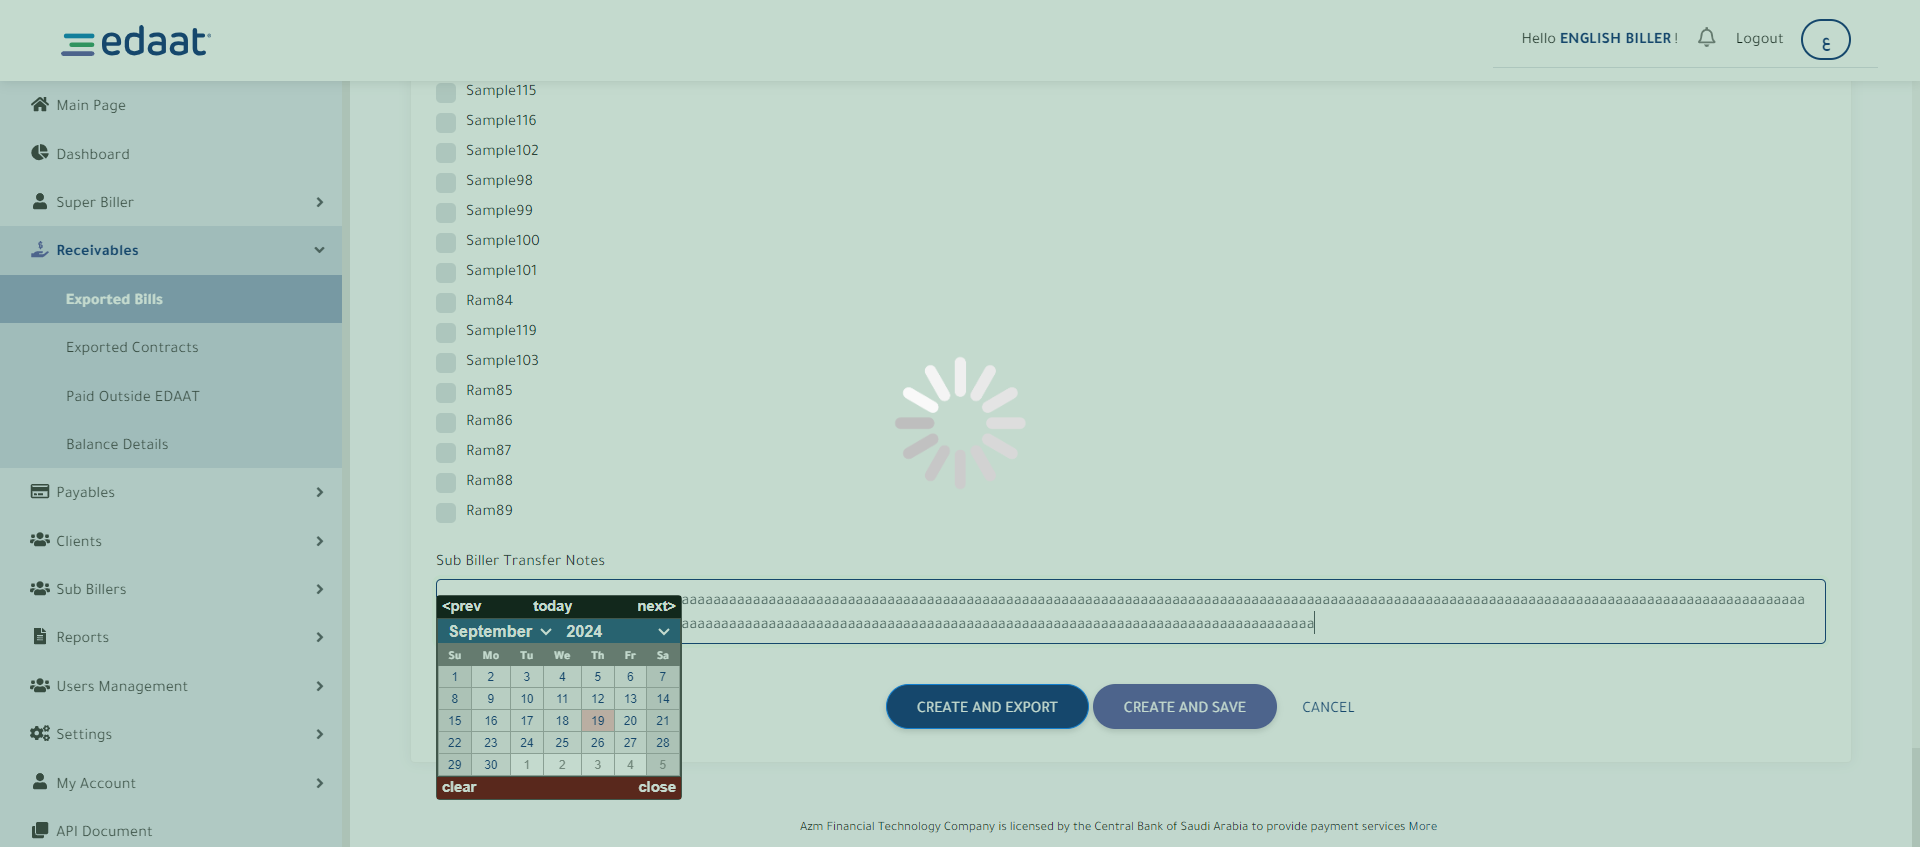 edaat
Hello ENGLISH BILLER !
Logout
ع
Main Page
Dashboard
Super Biller
Receivables
Exported Bills
Exported Contracts
Paid Outside EDAAT
Balance Details
Payables
Clients
Sub Billers
Reports
Users Management
Settings
My Account
API Document
Sample115
Sample116
Sample102
Sample98
Sample99
Sample100
Sample101
Ram84
Sample119
Sample103
Ram85
Ram86
Ram87
Ram88
Ram89
Sub Biller Transfer Notes
<prev today next>
September 2024
Su Mo Tu We Th Fr Sa
1 2 3 4 5 6 7
8 9 10 11 12 13 14
15 16 17 18 19 20 21
22 23 24 25 26 27 28
29 30 1 2 3 4 5
clear close
CREATE AND EXPORT
CREATE AND SAVE
CANCEL
Azm Financial Technology Company is licensed by the Central Bank of Saudi Arabia to provide payment services More